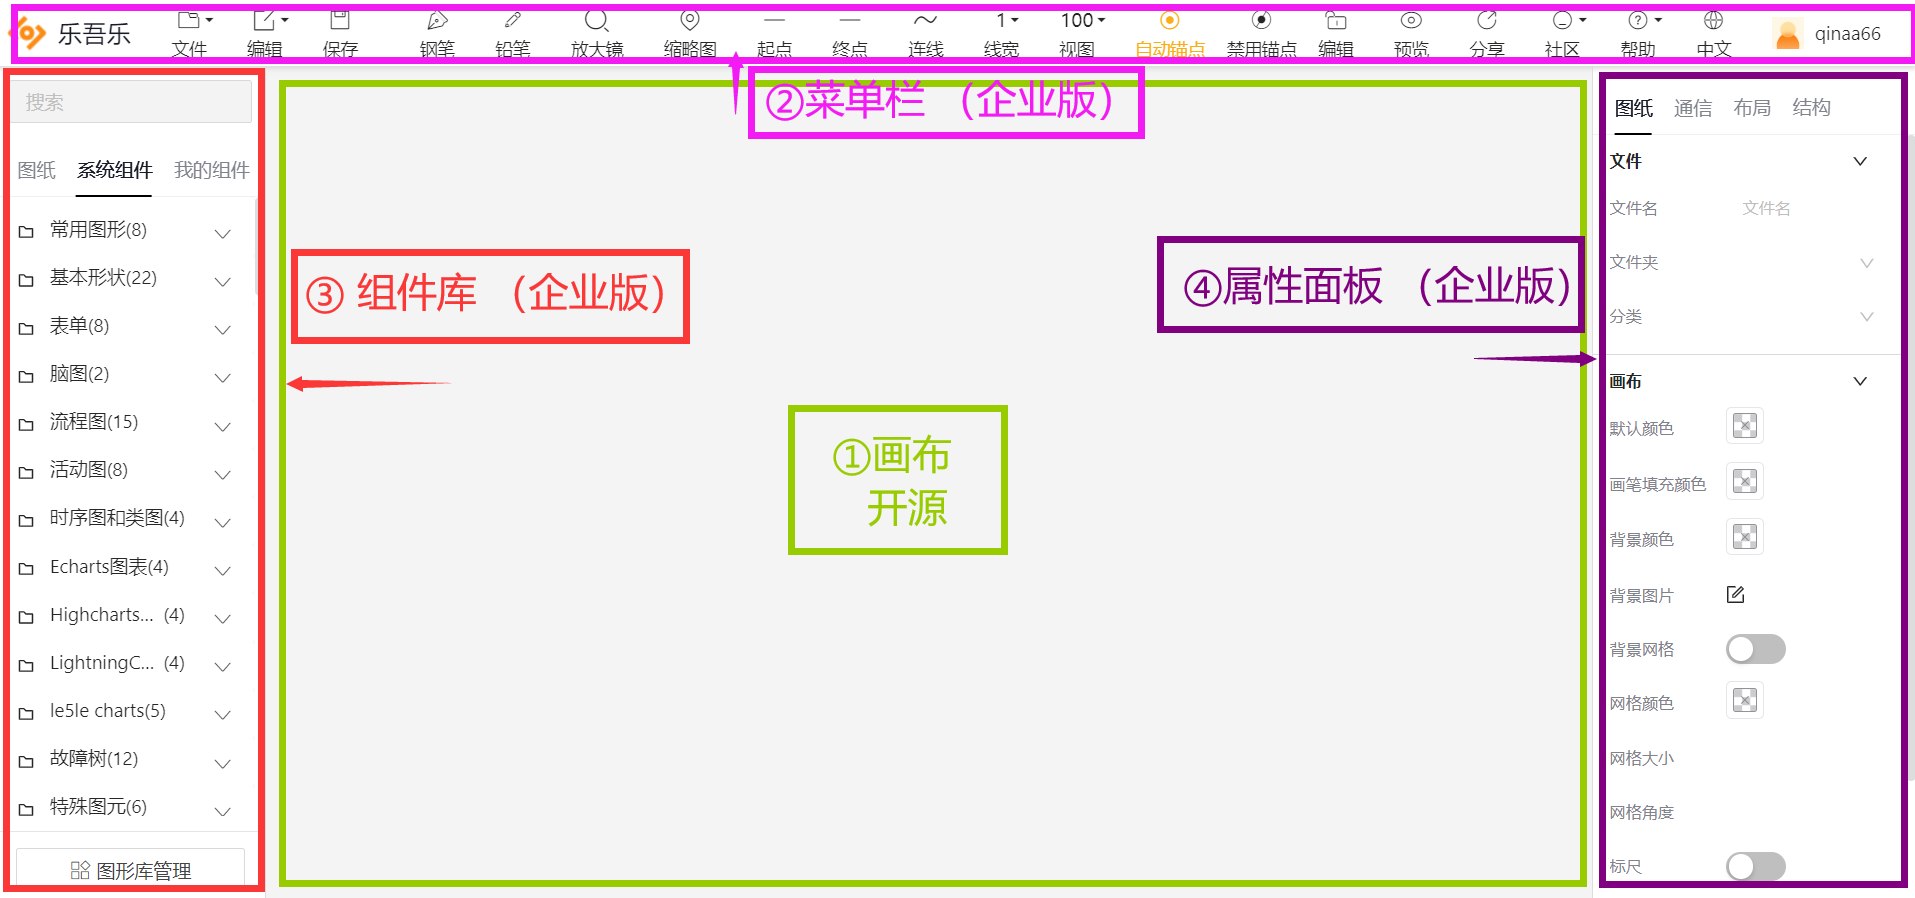 乐吾乐
文件
编辑
保存
钢笔
铅笔
放大镜
缩略图
起点
终点
连线
1
线宽
100
视图
自动锚点
禁用锚点
编辑
预览
分享
社区
帮助
中文
qinaa66
②菜单栏 （企业版）
搜索
图纸 系统组件 我的组件
常用图形(8)
基本形状(22)
表单(8)
脑图(2)
流程图(15)
活动图(8)
时序图和类图(4)
Echarts图表(4)
Highcharts... (4)
LightningC... (4)
le5le charts(5)
故障树(12)
特殊图元(6)
图形库管理
③ 组件库 （企业版）
①画布
开源
④属性面板 （企业版）
图纸 通信 布局 结构
文件
文件名 文件名
文件夹
分类
画布
默认颜色
画笔填充颜色
背景颜色
背景图片
背景网格
网格颜色
网格大小
网格角度
标尺